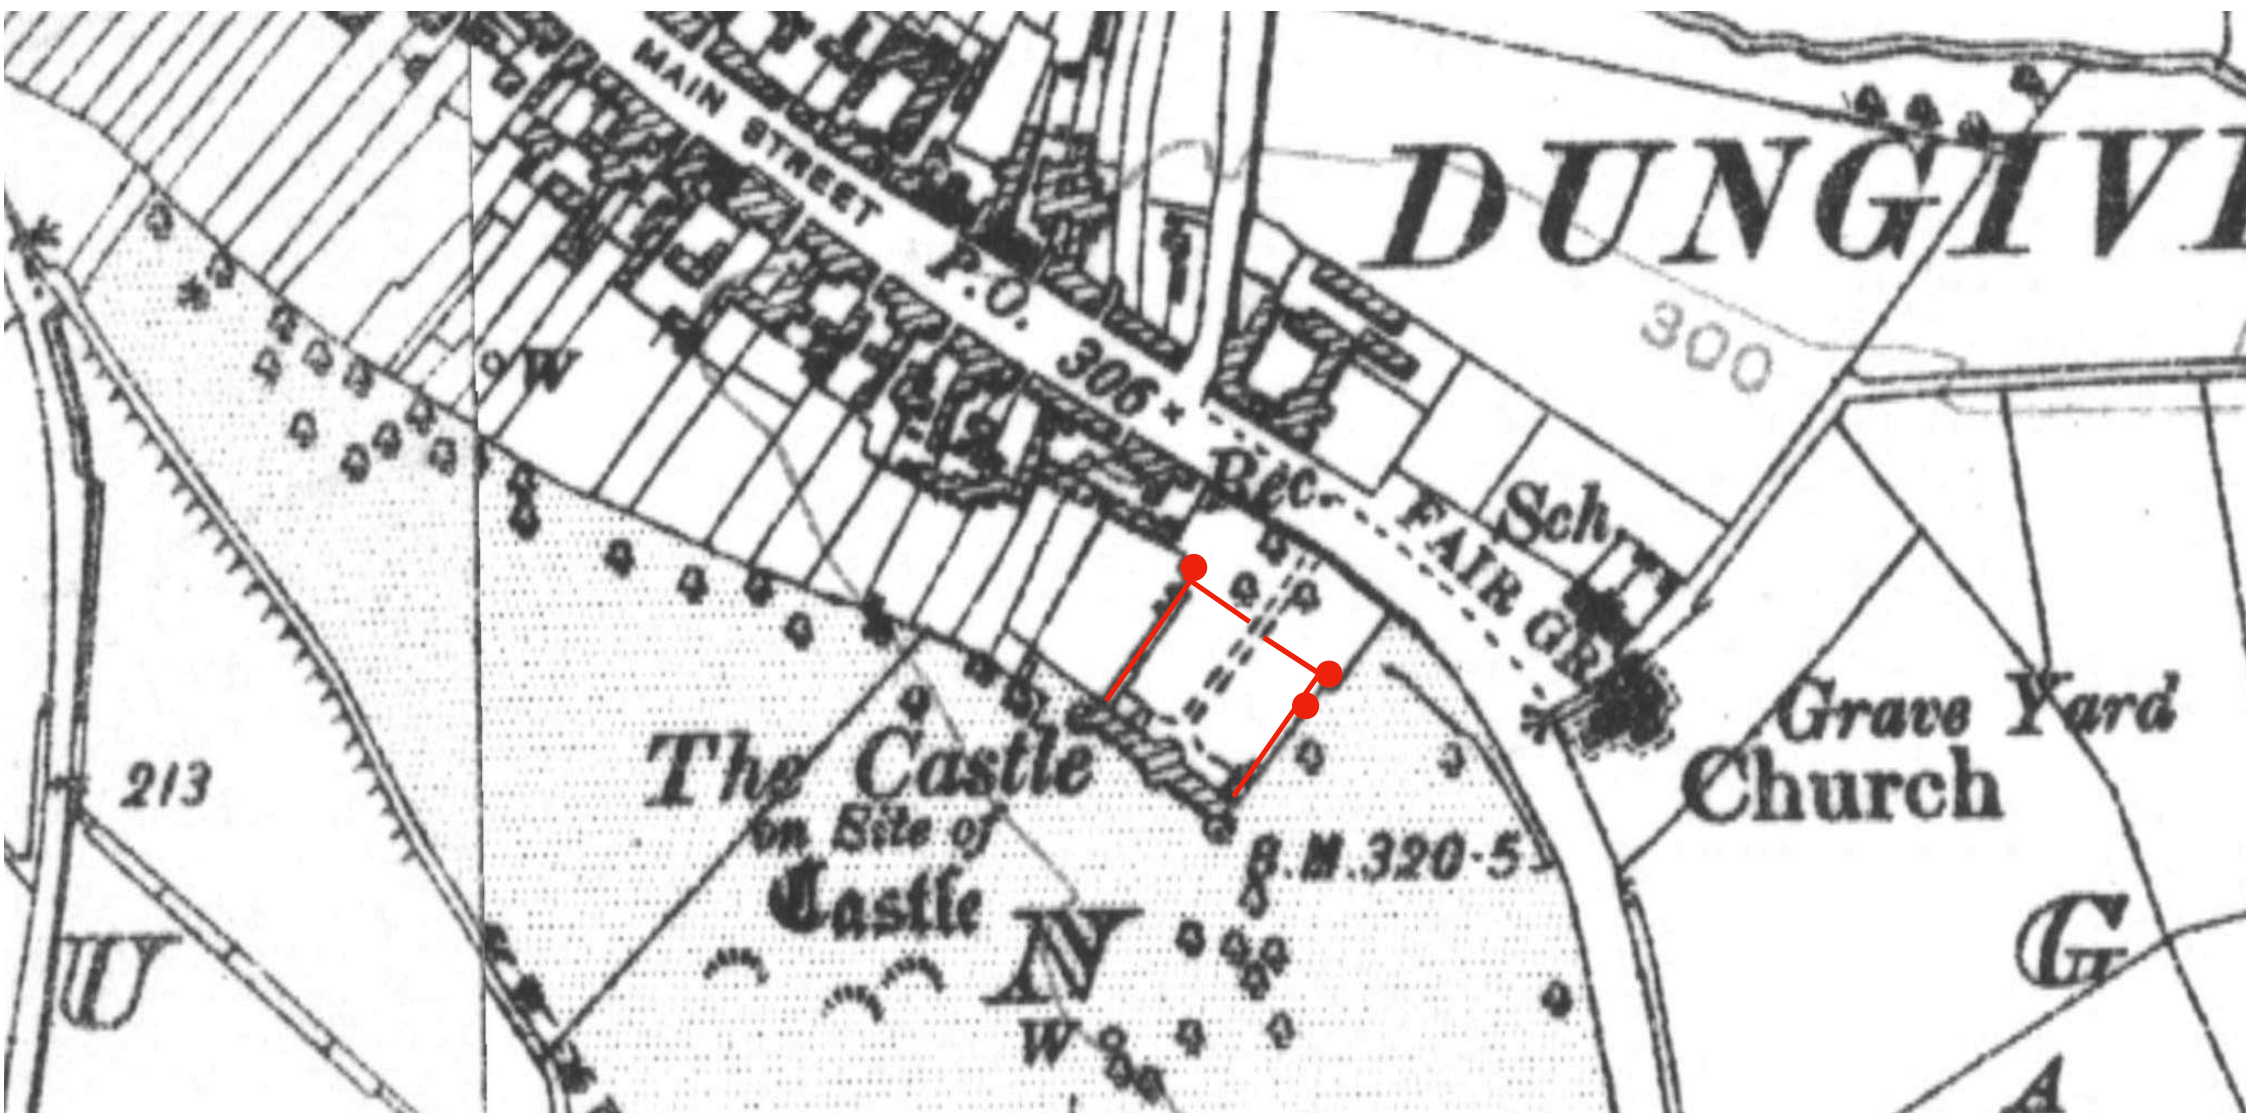 MAIN STREET
DUNGIVE
P.O.
300
306
W
Rec.
Sch.
FAIR GR.
Grave Yard
The Castle
Church
213
on Site of
B.M.320·5
Castle
N
G
U
W
A